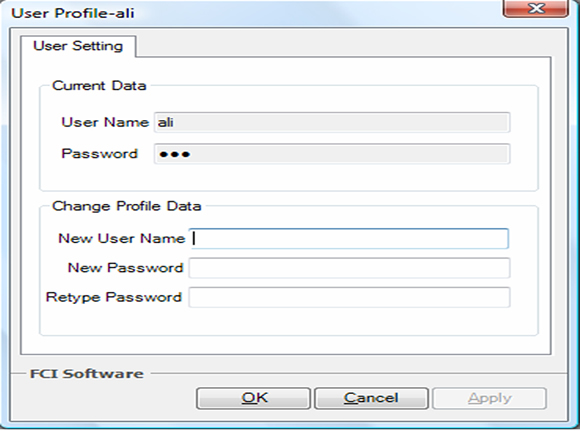 User Profile-ali
User Setting
Current Data
User Name ali
Password ●●●
Change Profile Data
New User Name
New Password
Retype Password
FCI Software
OK Cancel Apply